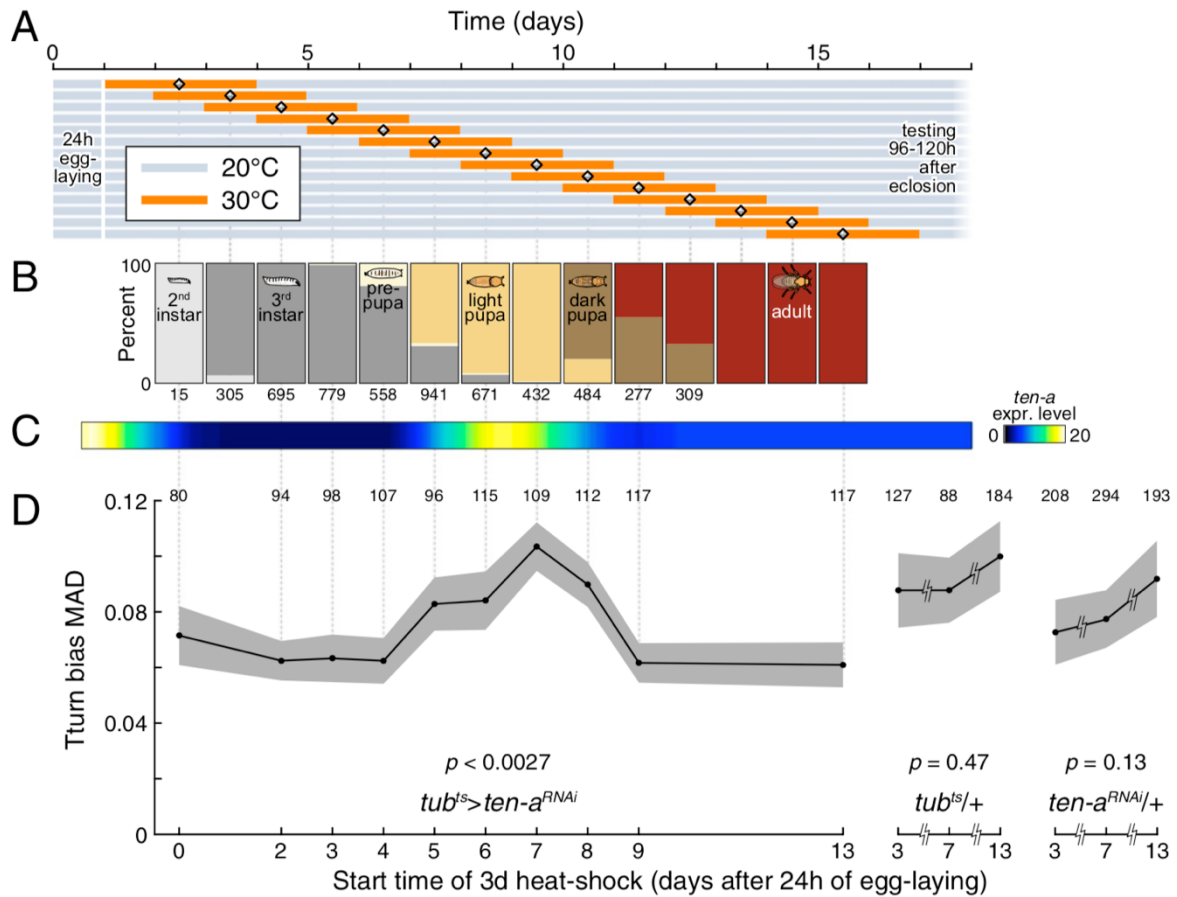 A
Time (days)
0 5 10 15
24h
egg-
laying
20°C
30°C
testing
96-120h
after
eclosion
B
Percent
100
0
2nd
instar
3rd
instar
pre-
pupa
light
pupa
dark
pupa
adult
15 305 695 779 558 941 671 432 484 277 309
C
ten-a
expr. level
0 20
D
Tturn bias MAD
0.12
0.08
0.04
0
80 94 98 107 96 115 109 112 117 117 127 88 184 208 294 193
p < 0.0027
tubts>ten-aRNAi
p = 0.47
tubts/+
p = 0.13
ten-aRNAi/+
0 2 3 4 5 6 7 8 9 13 3 7 13 3 7 13
Start time of 3d heat-shock (days after 24h of egg-laying)